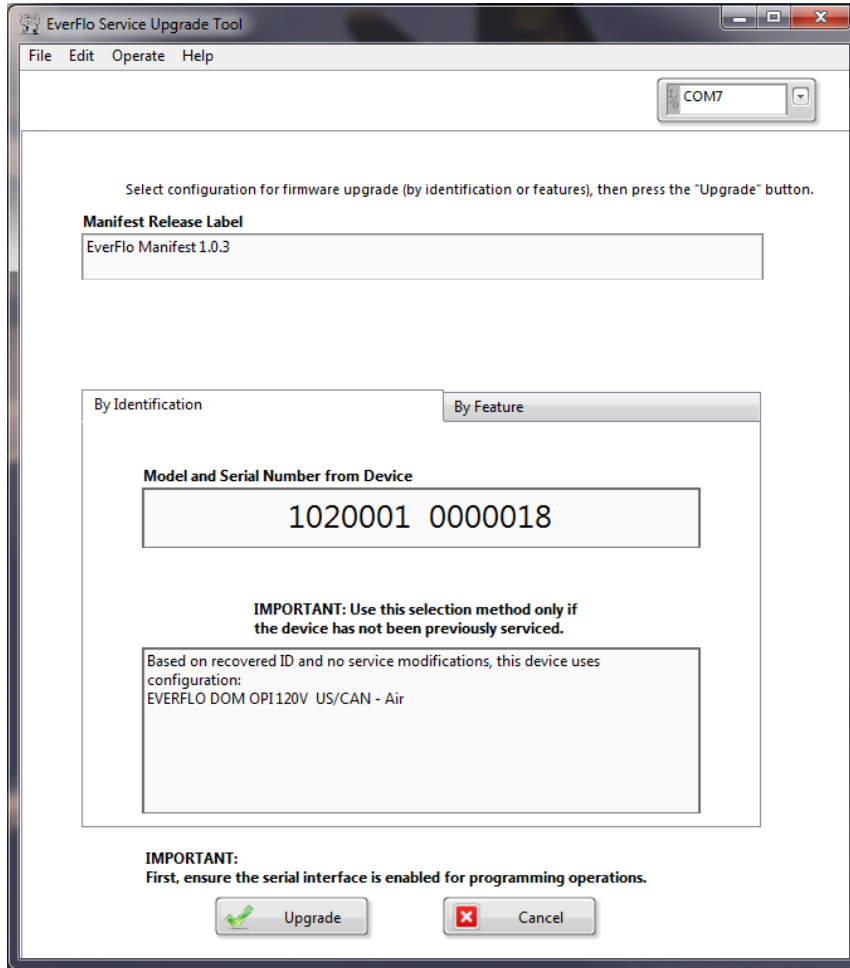 EverFlo Service Upgrade Tool
File Edit Operate Help
I/O COM7
Select configuration for firmware upgrade (by identification or features), then press the "Upgrade" button.
Manifest Release Label
EverFlo Manifest 1.0.3
By Identification By Feature
Model and Serial Number from Device
1020001 0000018
IMPORTANT: Use this selection method only if
the device has not been previously serviced.
Based on recovered ID and no service modifications, this device uses
configuration:
EVERFLO DOM OPI 120V US/CAN - Air
IMPORTANT:
First, ensure the serial interface is enabled for programming operations.
Upgrade Cancel